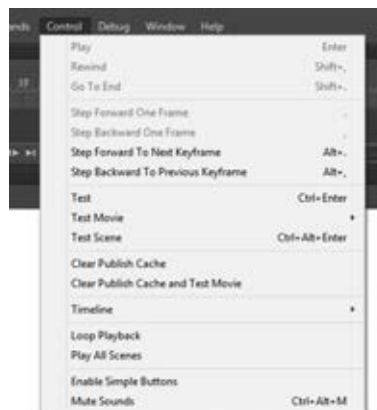 Control Debug Window Help
Play Enter
Rewind Shift+,
Go To End Shift+.
Step Forward One Frame .
Step Backward One Frame ,
Step Forward To Next Keyframe Alt+.
Step Backward To Previous Keyframe Alt+,
Test Ctrl+Enter
Test Movie
Test Scene Ctrl+Alt+Enter
Clear Publish Cache
Clear Publish Cache and Test Movie
Timeline
Loop Playback
Play All Scenes
Enable Simple Buttons
Mute Sounds Ctrl+Alt+M